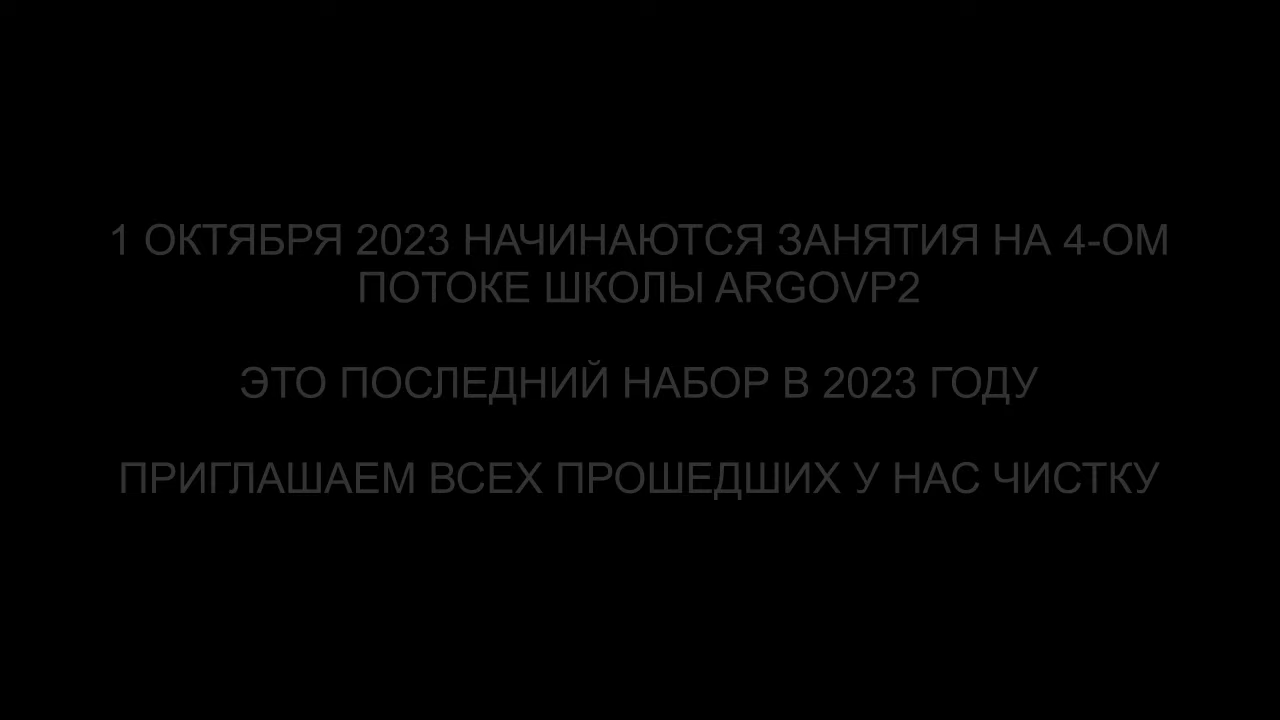 1 ОКТЯБРЯ 2023 НАЧИНАЮТСЯ ЗАНЯТИЯ НА 4-ОМ
ПОТОКЕ ШКОЛЫ ARGOVP2
ЭТО ПОСЛЕДНИЙ НАБОР В 2023 ГОДУ
ПРИГЛАШАЕМ ВСЕХ ПРОШЕДШИХ У НАС ЧИСТКУ